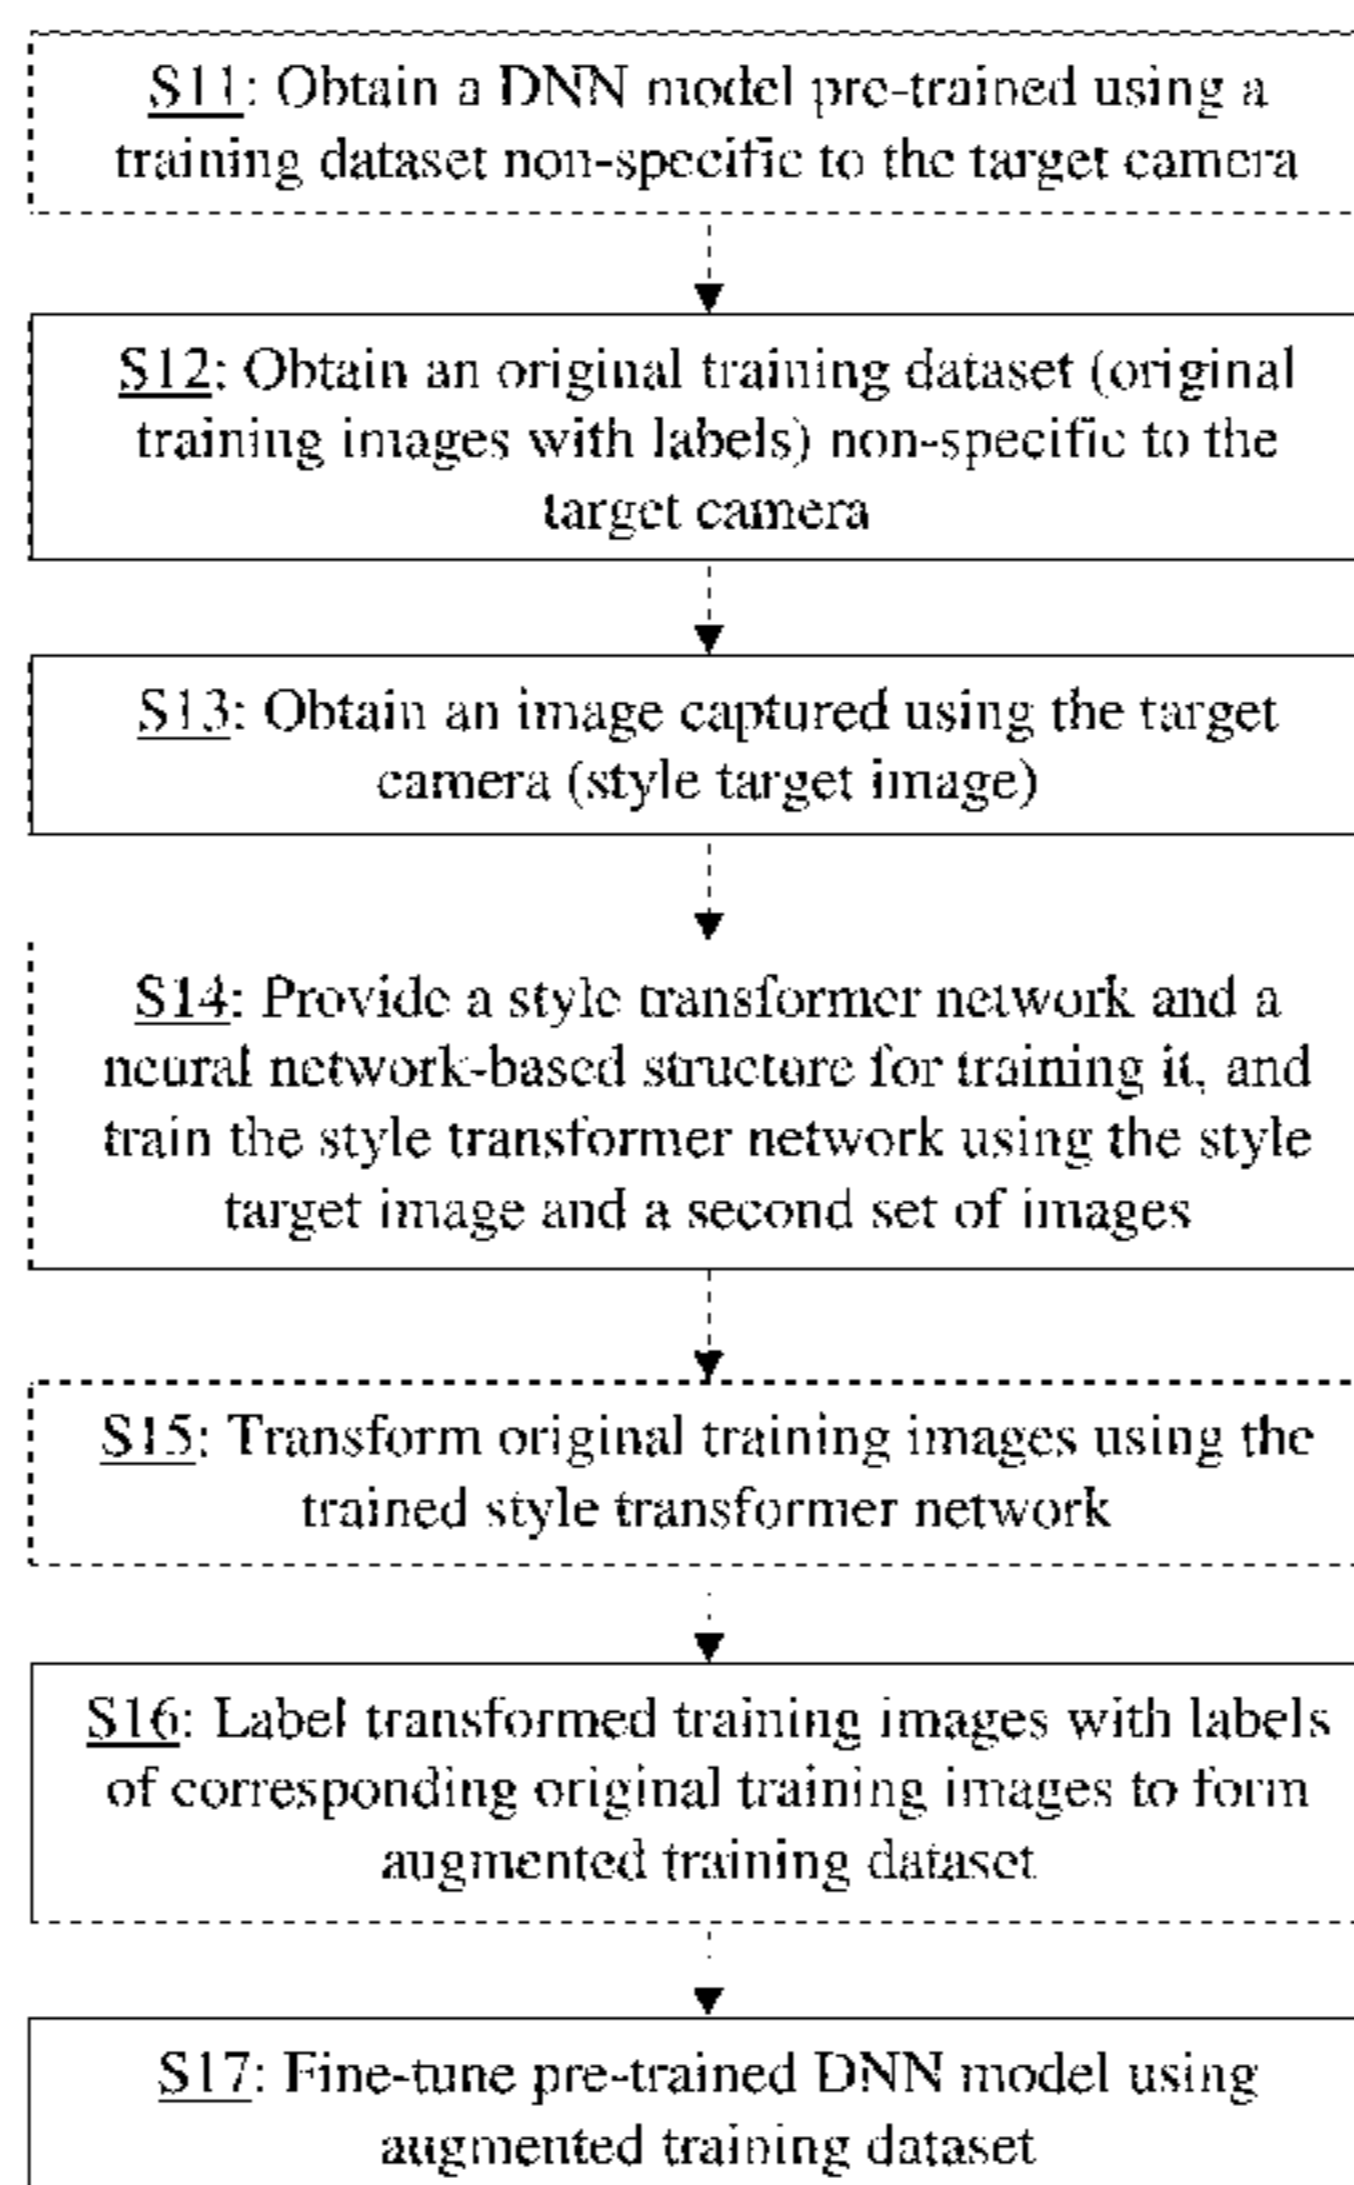 S11: Obtain a DNN model pre-trained using a
training dataset non-specific to the target camera
S12: Obtain an original training dataset (original
training images with labels) non-specific to the
target camera
S13: Obtain an image captured using the target
camera (style target image)
S14: Provide a style transformer network and a
neural network-based structure for training it, and
train the style transformer network using the style
target image and a second set of images
S15: Transform original training images using the
trained style transformer network
S16: Label transformed training images with labels
of corresponding original training images to form
augmented training dataset
S17: Fine-tune pre-trained DNN model using
augmented training dataset